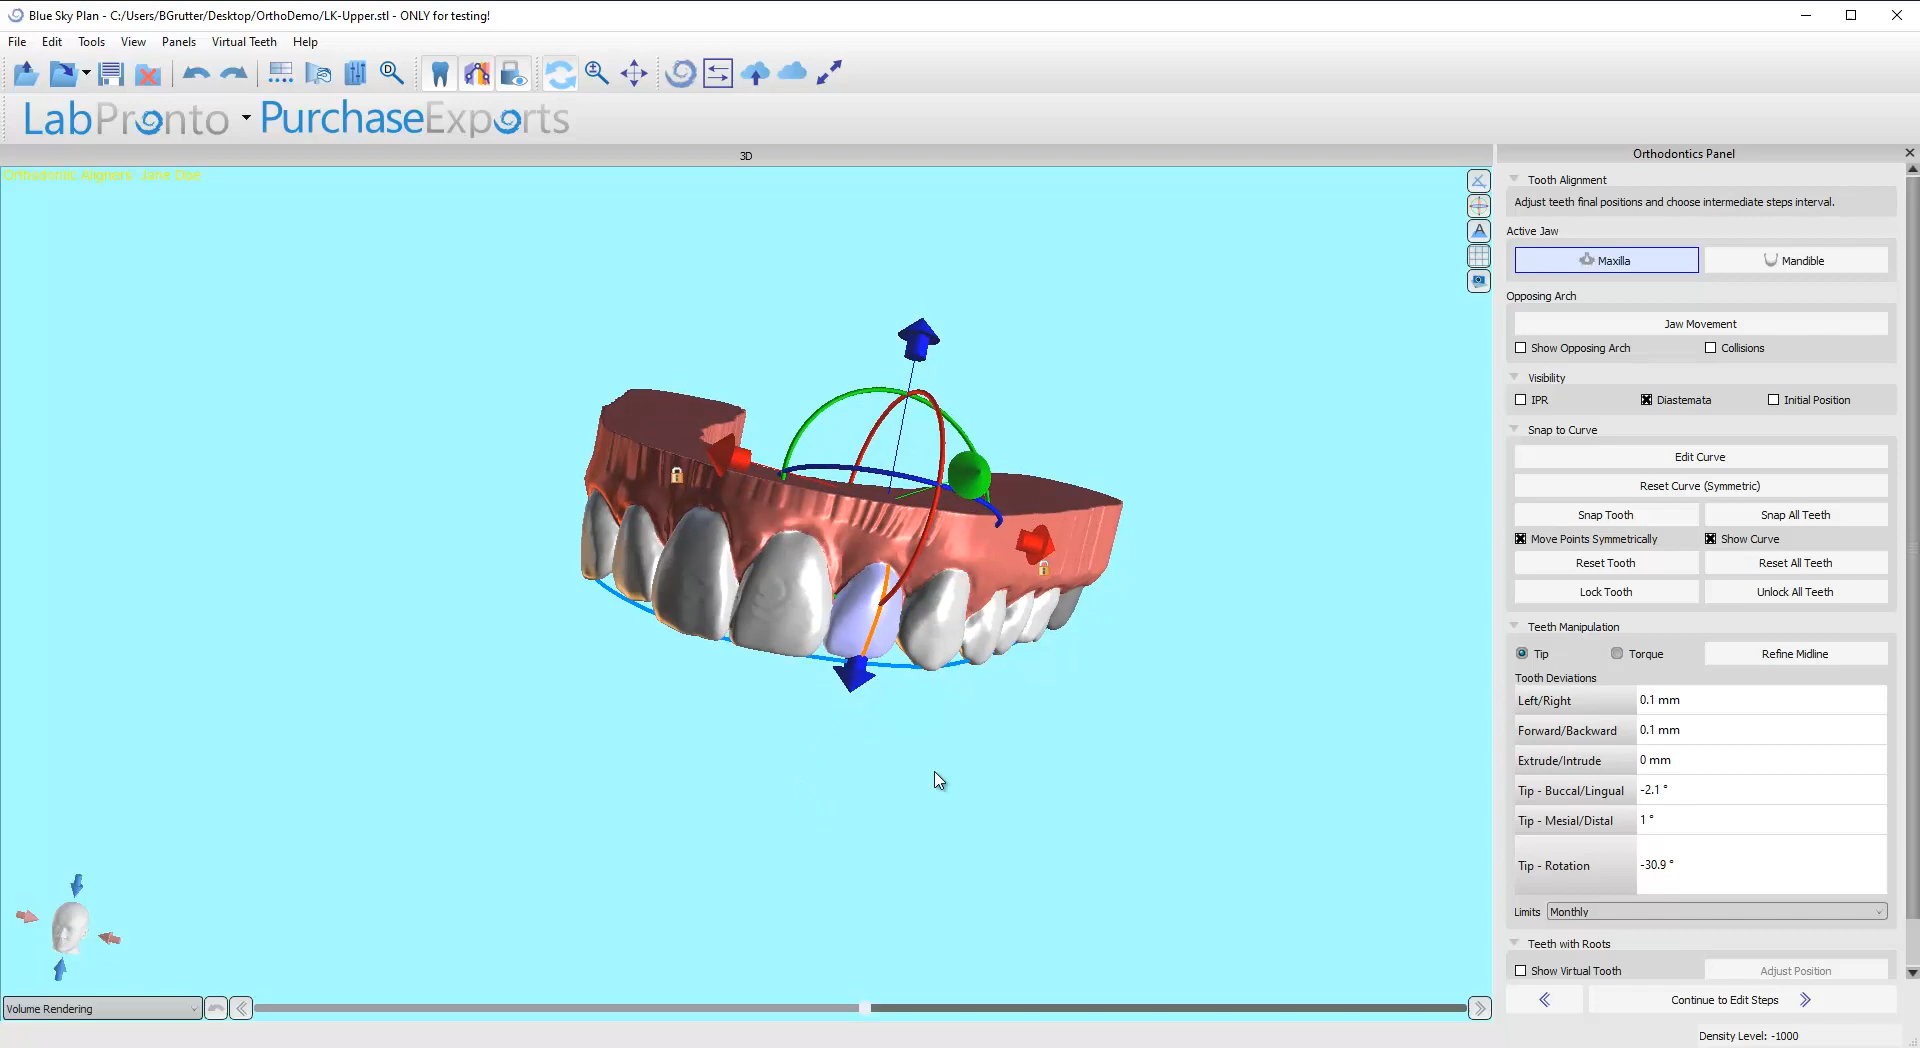 Blue Sky Plan - C:/Users/BGrutter/Desktop/OrthoDemo/LK-Upper.stl - ONLY for testing!
File Edit Tools View Panels Virtual Teeth Help
LabPronto PurchaseExports
3D
Orthodontic Aligners: Jane Doe
Orthodontics Panel
Tooth Alignment
Adjust teeth final positions and choose intermediate steps interval.
Active Jaw
Maxilla Mandible
Opposing Arch
Jaw Movement
Show Opposing Arch Collisions
Visibility
IPR Diastemata Initial Position
Snap to Curve
Edit Curve
Reset Curve (Symmetric)
Snap Tooth Snap All Teeth
Move Points Symmetrically Show Curve
Reset Tooth Reset All Teeth
Lock Tooth Unlock All Teeth
Teeth Manipulation
Tip Torque Refine Midline
Tooth Deviations
Left/Right 0.1 mm
Forward/Backward 0.1 mm
Extrude/Intrude 0 mm
Tip - Buccal/Lingual -2.1 °
Tip - Mesial/Distal 1 °
Tip - Rotation -30.9 °
Limits Monthly
Teeth with Roots
Show Virtual Tooth Adjust Position
Continue to Edit Steps
Volume Rendering
Density Level: -1000